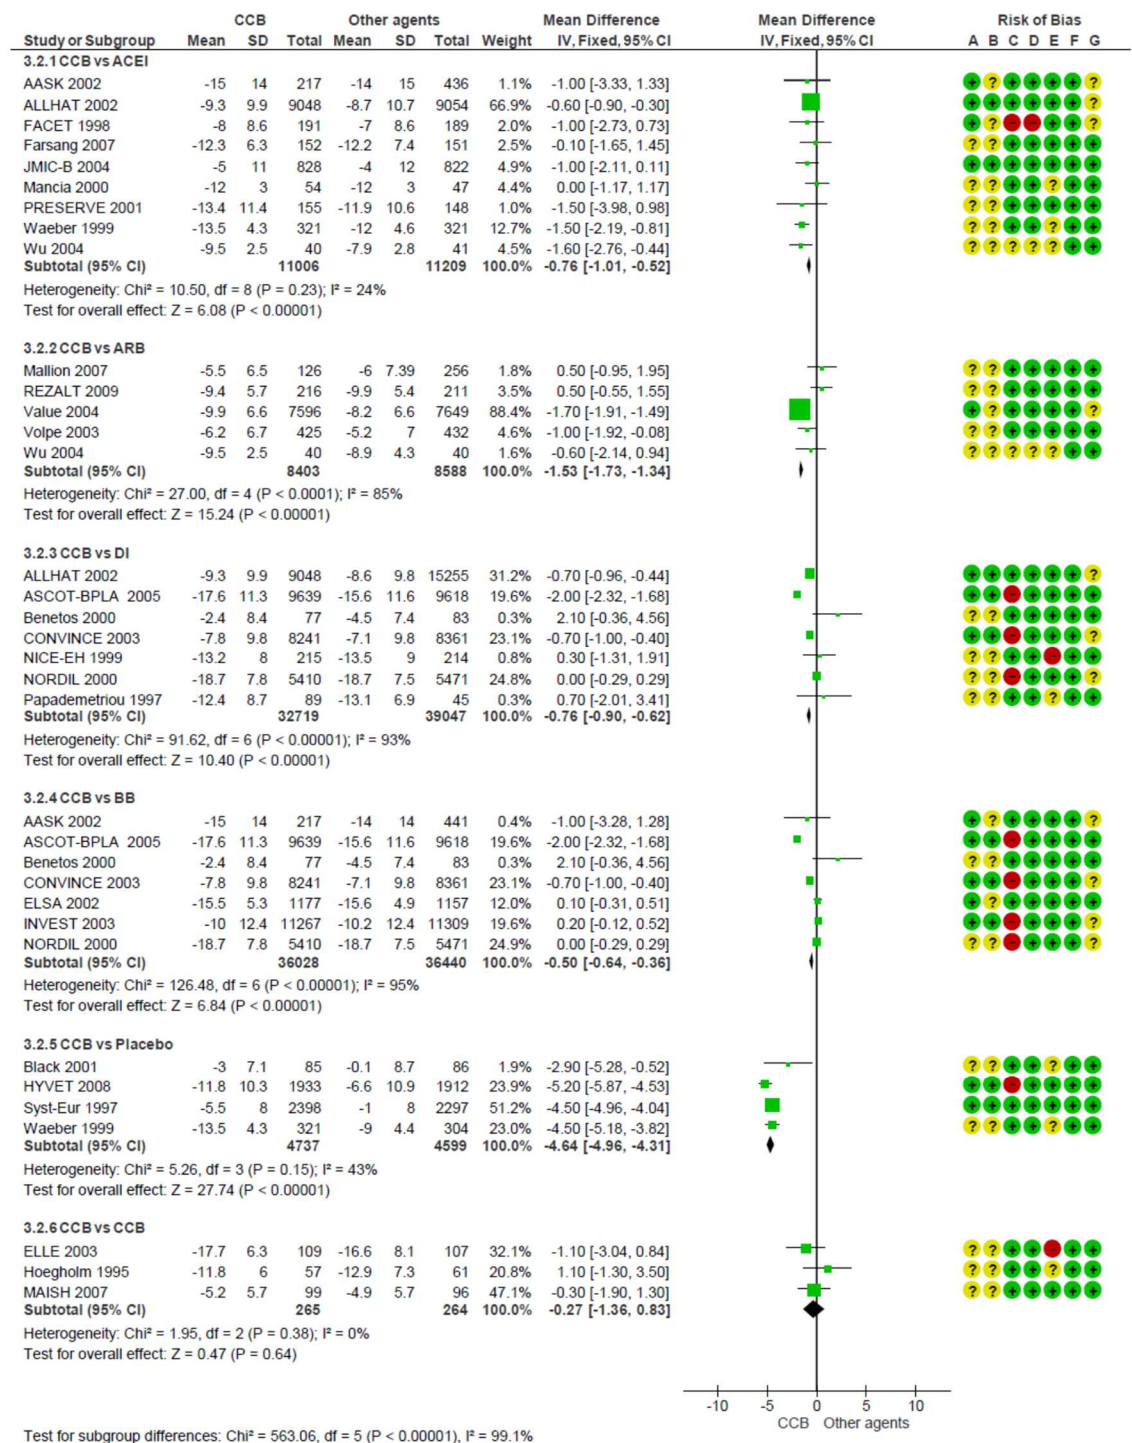 CCB Other agents Mean Difference Mean Difference Risk of Bias
Study or Subgroup Mean SD Total Mean SD Total Weight IV, Fixed, 95% CI IV, Fixed, 95% CI A B C D E F G
3.2.1 CCB vs ACEI
AASK 2002 -15 14 217 -14 15 436 1.1% -1.00 [-3.33, 1.33] + ? + + + + ?
ALLHAT 2002 -9.3 9.9 9048 -8.7 10.7 9054 66.9% -0.60 [-0.90, -0.30] + + + + + + ?
FACET 1998 -8 8.6 191 -7 8.6 189 2.0% -1.00 [-2.73, 0.73] + ? - - + + ?
Farsang 2007 -12.3 6.3 152 -12.2 7.4 151 2.5% -0.10 [-1.65, 1.45] ? ? + + + + +
JMIC-B 2004 -5 11 828 -4 12 822 4.9% -1.00 [-2.11, 0.11] + + + + + + +
Mancia 2000 -12 3 54 -12 3 47 4.4% 0.00 [-1.17, 1.17] ? ? + + ? + +
PRESERVE 2001 -13.4 11.4 155 -11.9 10.6 148 1.0% -1.50 [-3.98, 0.98] ? ? + + + + +
Waeber 1999 -13.5 4.3 321 -12 4.6 321 12.7% -1.50 [-2.19, -0.81] ? ? + + ? + +
Wu 2004 -9.5 2.5 40 -7.9 2.8 41 4.5% -1.60 [-2.76, -0.44] ? ? ? ? ? + +
Subtotal (95% CI) 11006 11209 100.0% -0.76 [-1.01, -0.52]
Heterogeneity: Chi² = 10.50, df = 8 (P = 0.23); I² = 24%
Test for overall effect: Z = 6.08 (P < 0.00001)
3.2.2 CCB vs ARB
Mallion 2007 -5.5 6.5 126 -6 7.39 256 1.8% 0.50 [-0.95, 1.95] ? ? + + + + +
REZALT 2009 -9.4 5.7 216 -9.9 5.4 211 3.5% 0.50 [-0.55, 1.55] ? ? + + + + +
Value 2004 -9.9 6.6 7596 -8.2 6.6 7649 88.4% -1.70 [-1.91, -1.49] + ? + + + + ?
Volpe 2003 -6.2 6.7 425 -5.2 7 432 4.6% -1.00 [-1.92, -0.08] ? ? + + + + +
Wu 2004 -9.5 2.5 40 -8.9 4.3 40 1.6% -0.60 [-2.14, 0.94] ? ? ? ? ? + +
Subtotal (95% CI) 8403 8588 100.0% -1.53 [-1.73, -1.34]
Heterogeneity: Chi² = 27.00, df = 4 (P < 0.0001); I² = 85%
Test for overall effect: Z = 15.24 (P < 0.00001)
3.2.3 CCB vs DI
ALLHAT 2002 -9.3 9.9 9048 -8.6 9.8 15255 31.2% -0.70 [-0.96, -0.44] + + + + + + ?
ASCOT-BPLA 2005 -17.6 11.3 9639 -15.6 11.6 9618 19.6% -2.00 [-2.32, -1.68] + + - + + + +
Benetos 2000 -2.4 8.4 77 -4.5 7.4 83 0.3% 2.10 [-0.36, 4.56] ? ? + + + + +
CONVINCE 2003 -7.8 9.8 8241 -7.1 9.8 8361 23.1% -0.70 [-1.00, -0.40] + + - + + + ?
NICE-EH 1999 -13.2 8 215 -13.5 9 214 0.8% 0.30 [-1.31, 1.91] ? ? + + - + +
NORDIL 2000 -18.7 7.8 5410 -18.7 7.5 5471 24.8% 0.00 [-0.29, 0.29] ? ? - + + + ?
Papademetriou 1997 -12.4 8.7 89 -13.1 6.9 45 0.3% 0.70 [-2.01, 3.41] ? ? + + ? + +
Subtotal (95% CI) 32719 39047 100.0% -0.76 [-0.90, -0.62]
Heterogeneity: Chi² = 91.62, df = 6 (P < 0.00001); I² = 93%
Test for overall effect: Z = 10.40 (P < 0.00001)
3.2.4 CCB vs BB
AASK 2002 -15 14 217 -14 14 441 0.4% -1.00 [-3.28, 1.28] + ? + + + + ?
ASCOT-BPLA 2005 -17.6 11.3 9639 -15.6 11.6 9618 19.6% -2.00 [-2.32, -1.68] + + - + + + +
Benetos 2000 -2.4 8.4 77 -4.5 7.4 83 0.3% 2.10 [-0.36, 4.56] ? ? + + + + +
CONVINCE 2003 -7.8 9.8 8241 -7.1 9.8 8361 23.1% -0.70 [-1.00, -0.40] + + - + + + ?
ELSA 2002 -15.5 5.3 1177 -15.6 4.9 1157 12.0% 0.10 [-0.31, 0.51] + ? + + + + +
INVEST 2003 -10 12.4 11267 -10.2 12.4 11309 19.6% 0.20 [-0.12, 0.52] + + - + + + ?
NORDIL 2000 -18.7 7.8 5410 -18.7 7.5 5471 24.9% 0.00 [-0.29, 0.29] ? ? - + + + ?
Subtotal (95% CI) 36028 36440 100.0% -0.50 [-0.64, -0.36]
Heterogeneity: Chi² = 126.48, df = 6 (P < 0.00001); I² = 95%
Test for overall effect: Z = 6.84 (P < 0.00001)
3.2.5 CCB vs Placebo
Black 2001 -3 7.1 85 -0.1 8.7 86 1.9% -2.90 [-5.28, -0.52] ? ? + + ? + +
HYVET 2008 -11.8 10.3 1933 -6.6 10.9 1912 23.9% -5.20 [-5.87, -4.53] + + - + + + +
Syst-Eur 1997 -5.5 8 2398 -1 8 2297 51.2% -4.50 [-4.96, -4.04] + + + + + + +
Waeber 1999 -13.5 4.3 321 -9 4.4 304 23.0% -4.50 [-5.18, -3.82] ? ? + + ? + +
Subtotal (95% CI) 4737 4599 100.0% -4.64 [-4.96, -4.31]
Heterogeneity: Chi² = 5.26, df = 3 (P = 0.15); I² = 43%
Test for overall effect: Z = 27.74 (P < 0.00001)
3.2.6 CCB vs CCB
ELLE 2003 -17.7 6.3 109 -16.6 8.1 107 32.1% -1.10 [-3.04, 0.84] ? ? + + - + +
Hoegholm 1995 -11.8 6 57 -12.9 7.3 61 20.8% 1.10 [-1.30, 3.50] ? ? + + ? + +
MAISH 2007 -5.2 5.7 99 -4.9 5.7 96 47.1% -0.30 [-1.90, 1.30] ? ? + + + + +
Subtotal (95% CI) 265 264 100.0% -0.27 [-1.36, 0.83]
Heterogeneity: Chi² = 1.95, df = 2 (P = 0.38); I² = 0%
Test for overall effect: Z = 0.47 (P = 0.64)
-10 -5 0 5 10
CCB Other agents
Test for subgroup differences: Chi² = 563.06, df = 5 (P < 0.00001), I² = 99.1%